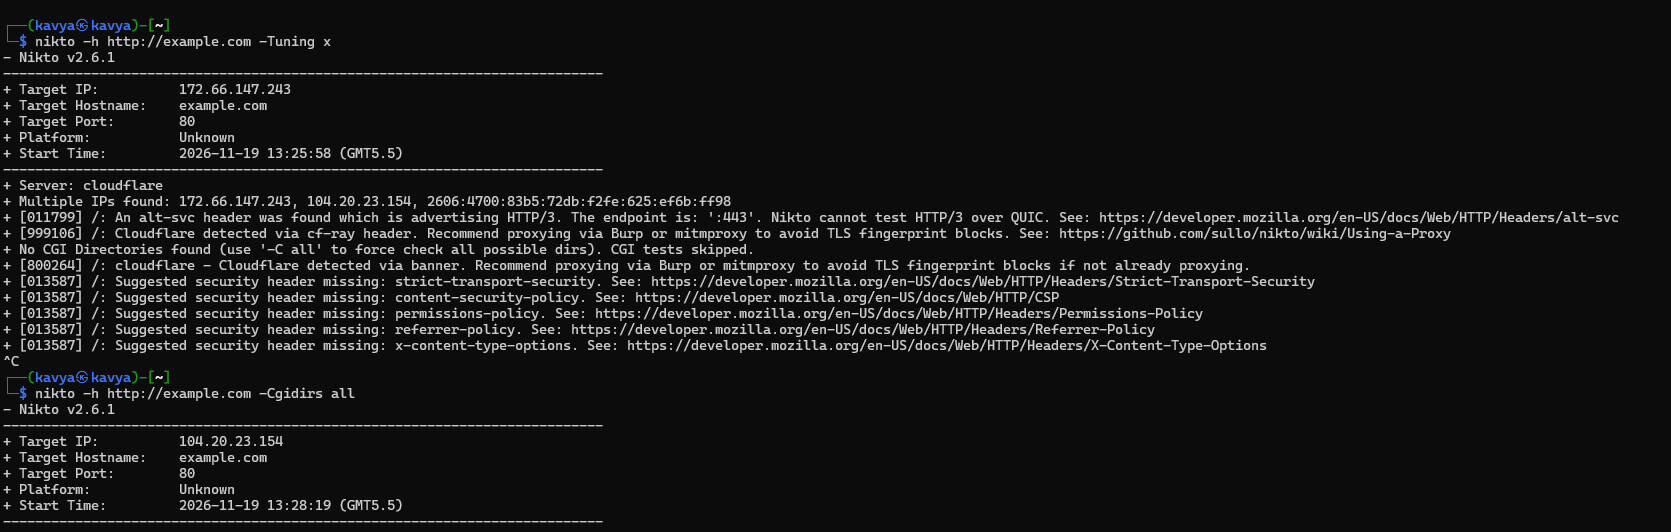 ┌──(kavya㉿kavya)-[~]
└─$ nikto -h http://example.com -Tuning x
- Nikto v2.6.1
---------------------------------------------------------------------------
+ Target IP:          172.66.147.243
+ Target Hostname:    example.com
+ Target Port:        80
+ Platform:           Unknown
+ Start Time:         2026-11-19 13:25:58 (GMT5.5)
---------------------------------------------------------------------------
+ Server: cloudflare
+ Multiple IPs found: 172.66.147.243, 104.20.23.154, 2606:4700:83b5:72db:f2fe:625:ef6b:ff98
+ [011799] /: An alt-svc header was found which is advertising HTTP/3. The endpoint is: ':443'. Nikto cannot test HTTP/3 over QUIC. See: https://developer.mozilla.org/en-US/docs/Web/HTTP/Headers/alt-svc
+ [999106] /: Cloudflare detected via cf-ray header. Recommend proxying via Burp or mitmproxy to avoid TLS fingerprint blocks. See: https://github.com/sullo/nikto/wiki/Using-a-Proxy
+ No CGI Directories found (use '-C all' to force check all possible dirs). CGI tests skipped.
+ [800264] /: cloudflare - Cloudflare detected via banner. Recommend proxying via Burp or mitmproxy to avoid TLS fingerprint blocks if not already proxying.
+ [013587] /: Suggested security header missing: strict-transport-security. See: https://developer.mozilla.org/en-US/docs/Web/HTTP/Headers/Strict-Transport-Security
+ [013587] /: Suggested security header missing: content-security-policy. See: https://developer.mozilla.org/en-US/docs/Web/HTTP/CSP
+ [013587] /: Suggested security header missing: permissions-policy. See: https://developer.mozilla.org/en-US/docs/Web/HTTP/Headers/Permissions-Policy
+ [013587] /: Suggested security header missing: referrer-policy. See: https://developer.mozilla.org/en-US/docs/Web/HTTP/Headers/Referrer-Policy
+ [013587] /: Suggested security header missing: x-content-type-options. See: https://developer.mozilla.org/en-US/docs/Web/HTTP/Headers/X-Content-Type-Options
^C
┌──(kavya㉿kavya)-[~]
└─$ nikto -h http://example.com -Cgidirs all
- Nikto v2.6.1
---------------------------------------------------------------------------
+ Target IP:          104.20.23.154
+ Target Hostname:    example.com
+ Target Port:        80
+ Platform:           Unknown
+ Start Time:         2026-11-19 13:28:19 (GMT5.5)
---------------------------------------------------------------------------